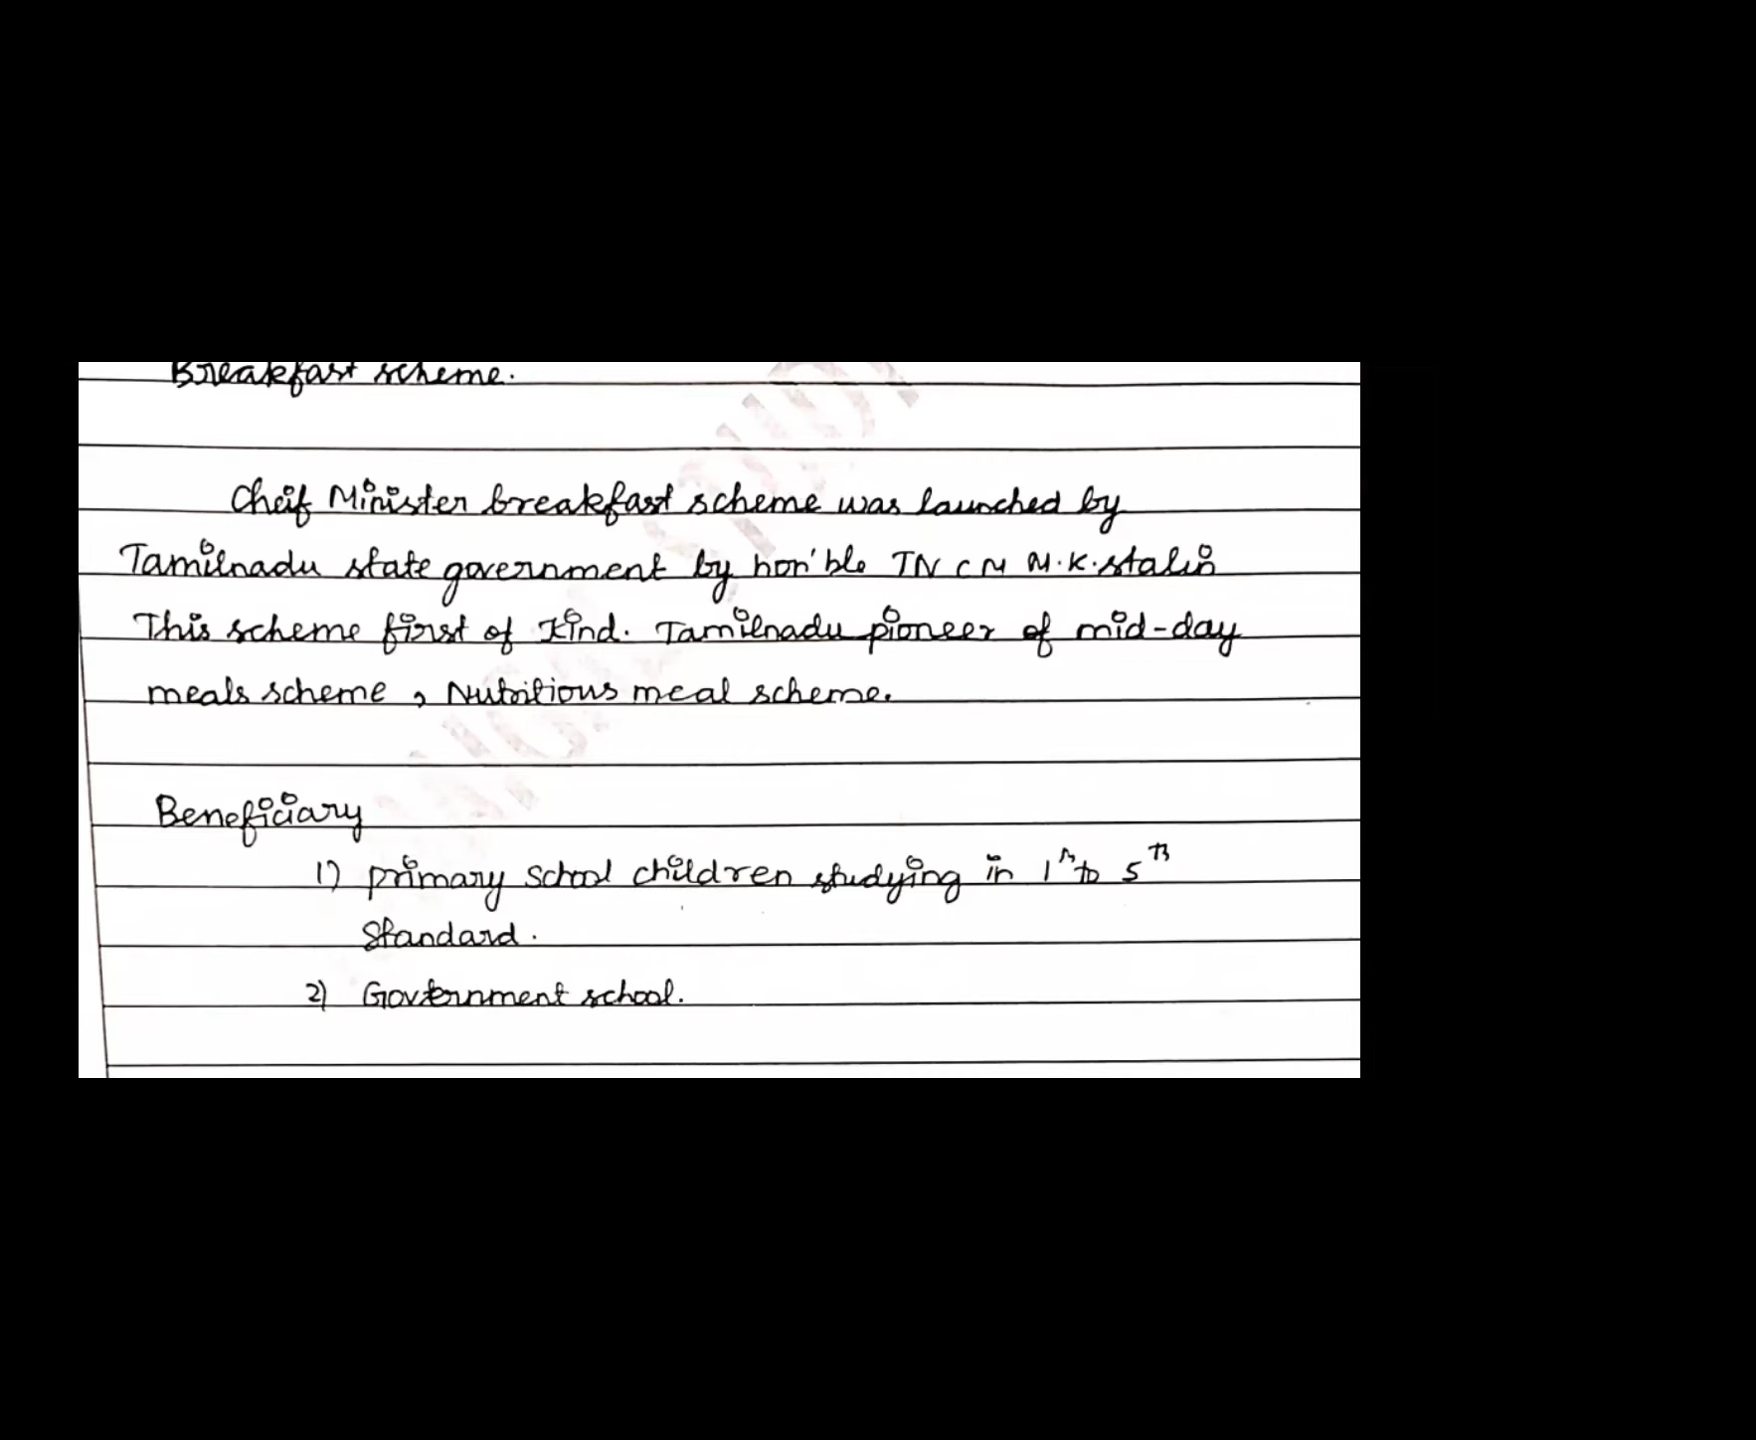 Breakfast scheme.
Cheif Minister breakfast scheme was launched by
Tamilnadu state government by hon'ble TN CM M.K.stalin
This scheme first of kind. Tamilnadu pioneer of mid-day
meals scheme, Nutritious meal scheme.
Beneficiary
1) primary school children studying in 1st to 5th
standard.
2) Government school.